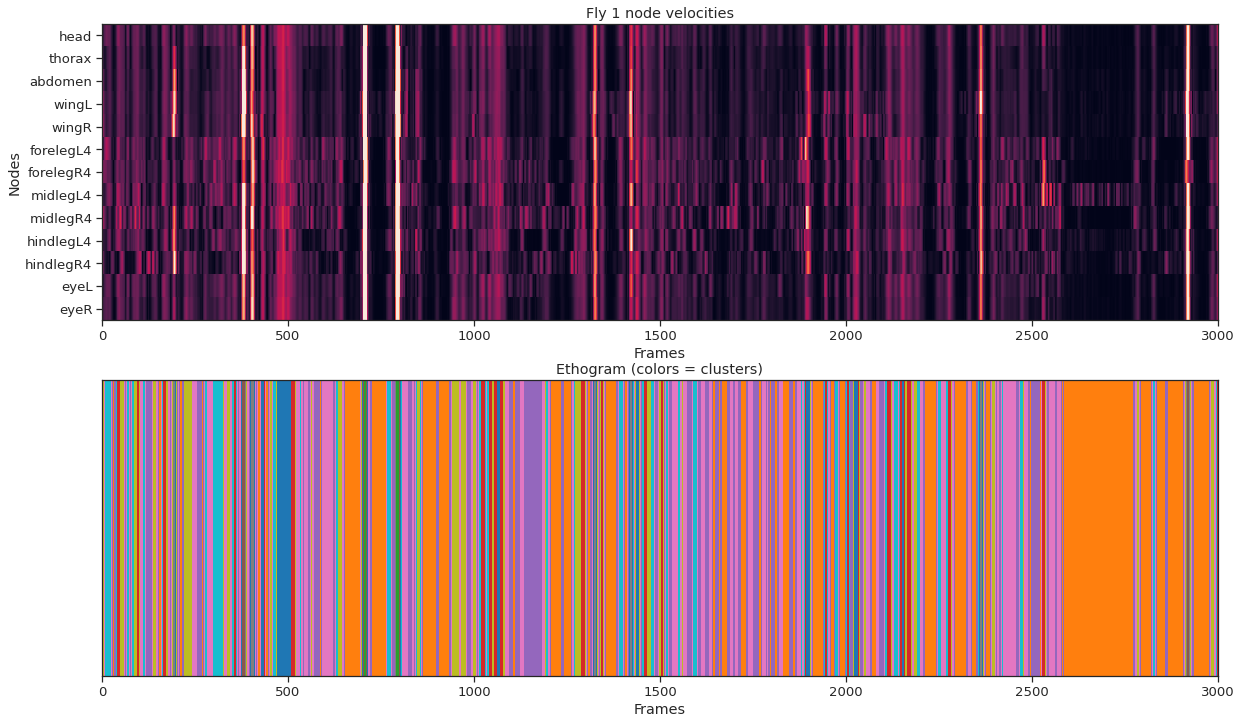 Fly 1 node velocities
Nodes
head
thorax
abdomen
wingL
wingR
forelegL4
forelegR4
midlegL4
midlegR4
hindlegL4
hindlegR4
eyeL
eyeR
0 500 1000 1500 2000 2500 3000
Frames
Ethogram (colors = clusters)
0 500 1000 1500 2000 2500 3000
Frames